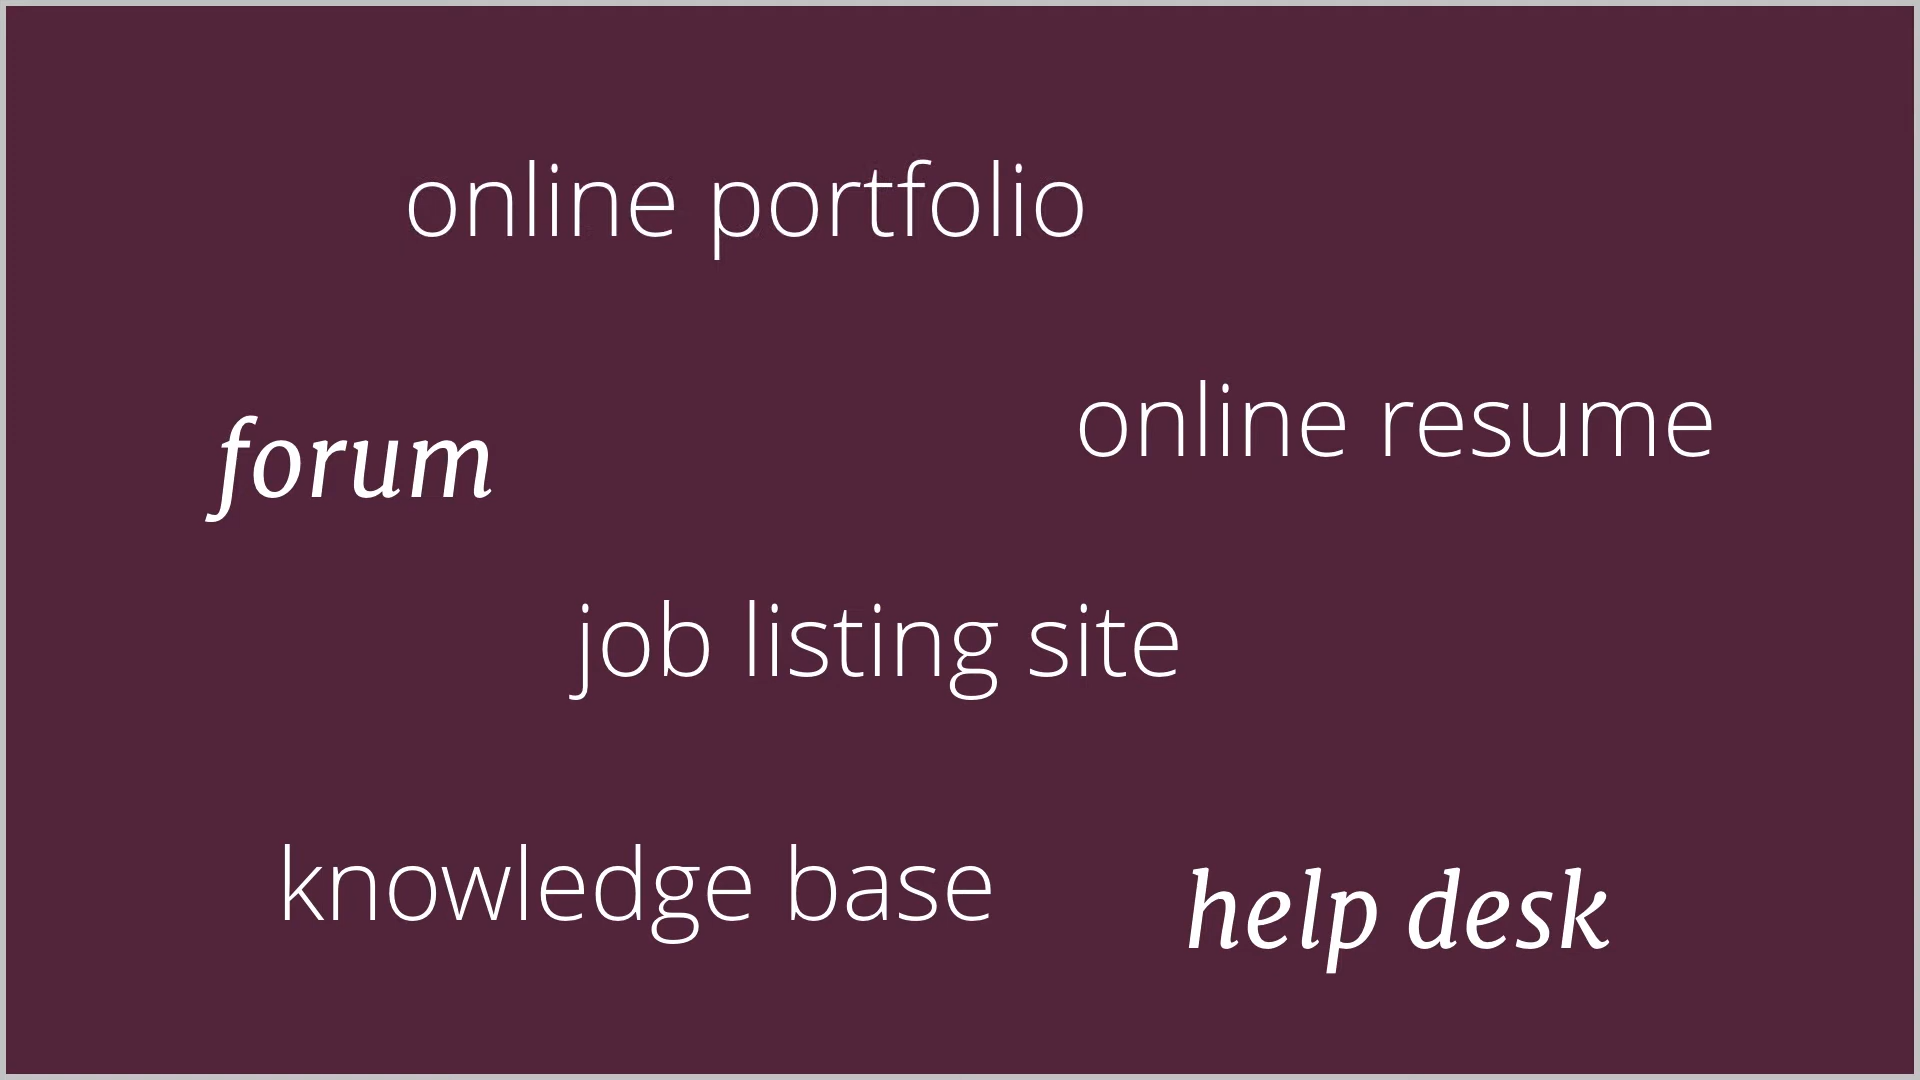 online portfolio
online resume
forum
job listing site
knowledge base
help desk